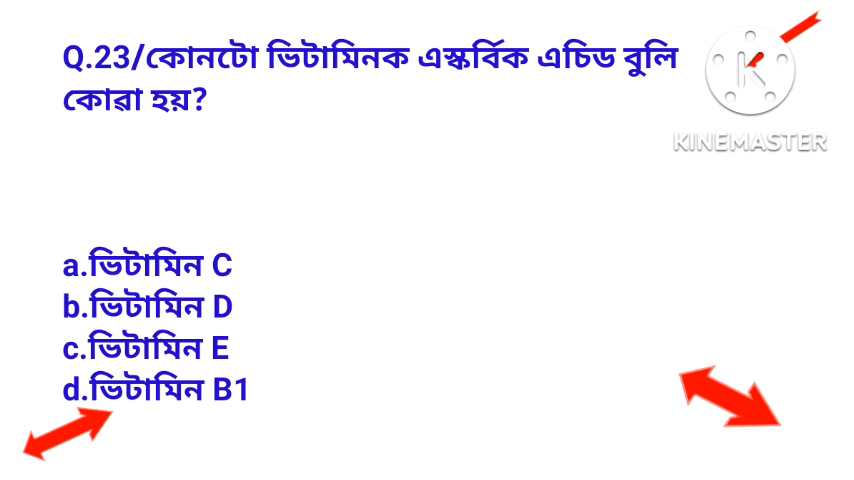 Q.23/কোনটো ভিটামিনক এস্কৰ্বিক এচিড বুলি
কোৱা হয়?
KINEMASTER
a.ভিটামিন C
b.ভিটামিন D
c.ভিটামিন E
d.ভিটামিন B1